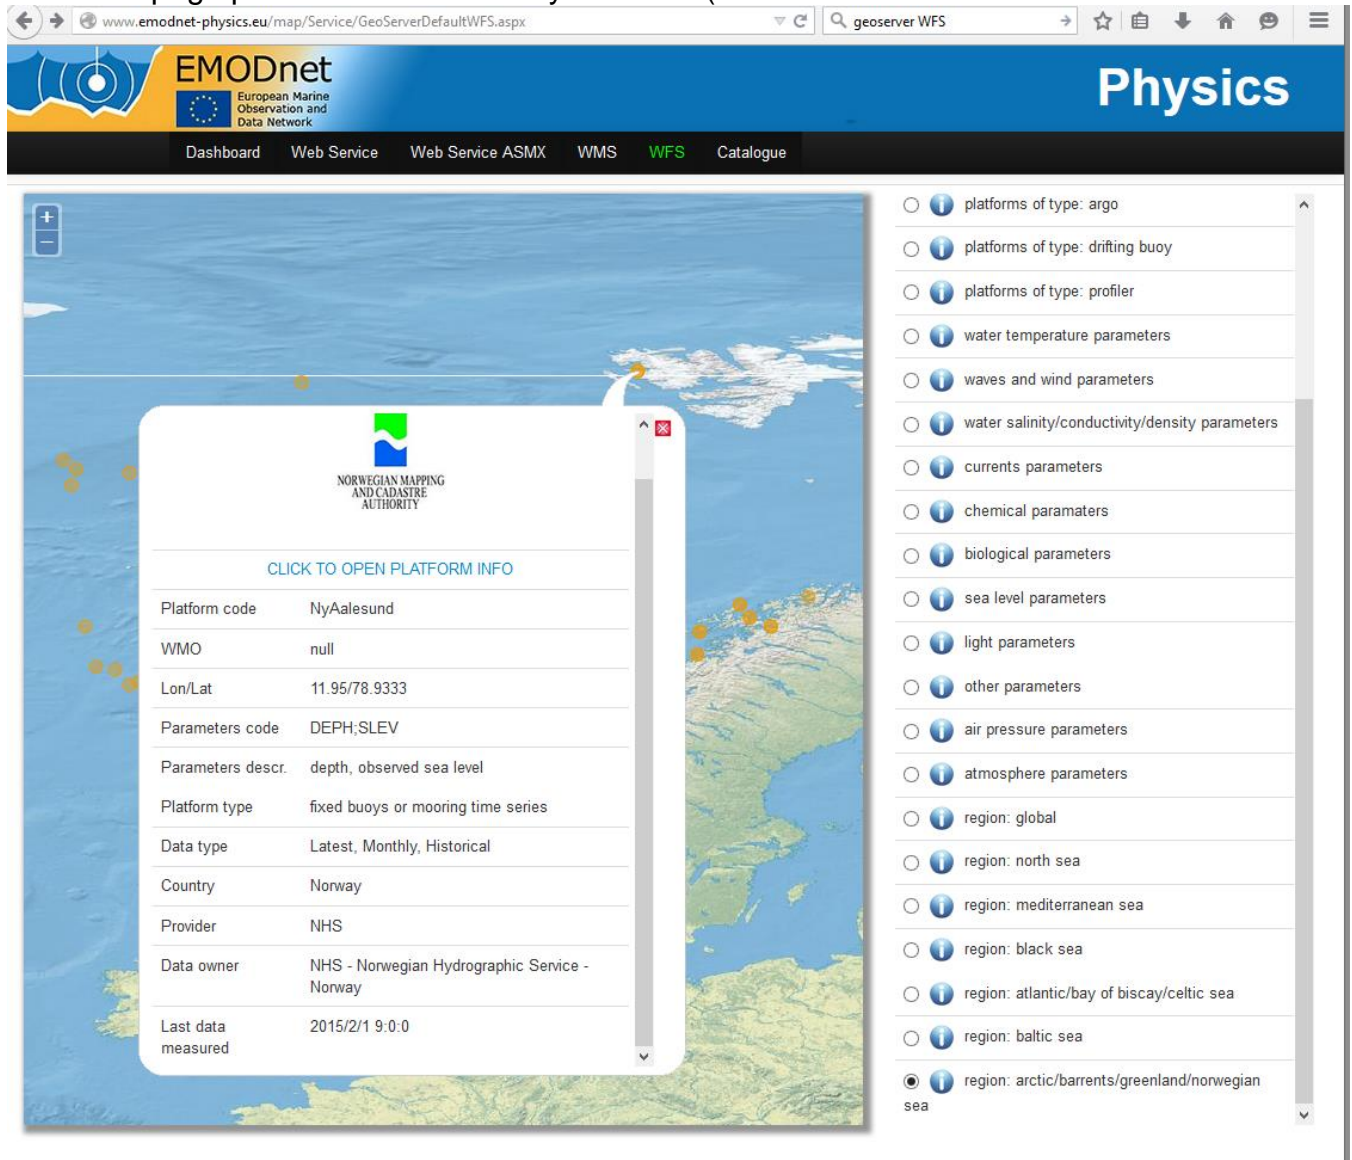 www.emodnet-physics.eu/map/Service/GeoServerDefaultWFS.aspx
geoserver WFS
EMODnet
European Marine
Observation and
Data Network
Physics
Dashboard Web Service Web Service ASMX WMS WFS Catalogue
+
−
NORWEGIAN MAPPING
AND CADASTRE
AUTHORITY
CLICK TO OPEN PLATFORM INFO
Platform code NyAalesund
WMO null
Lon/Lat 11.95/78.9333
Parameters code DEPH;SLEV
Parameters descr. depth, observed sea level
Platform type fixed buoys or mooring time series
Data type Latest, Monthly, Historical
Country Norway
Provider NHS
Data owner NHS - Norwegian Hydrographic Service -
Norway
Last data 2015/2/1 9:0:0
measured
platforms of type: argo
platforms of type: drifting buoy
platforms of type: profiler
water temperature parameters
waves and wind parameters
water salinity/conductivity/density parameters
currents parameters
chemical paramaters
biological parameters
sea level parameters
light parameters
other parameters
air pressure parameters
atmosphere parameters
region: global
region: north sea
region: mediterranean sea
region: black sea
region: atlantic/bay of biscay/celtic sea
region: baltic sea
region: arctic/barrents/greenland/norwegian
sea